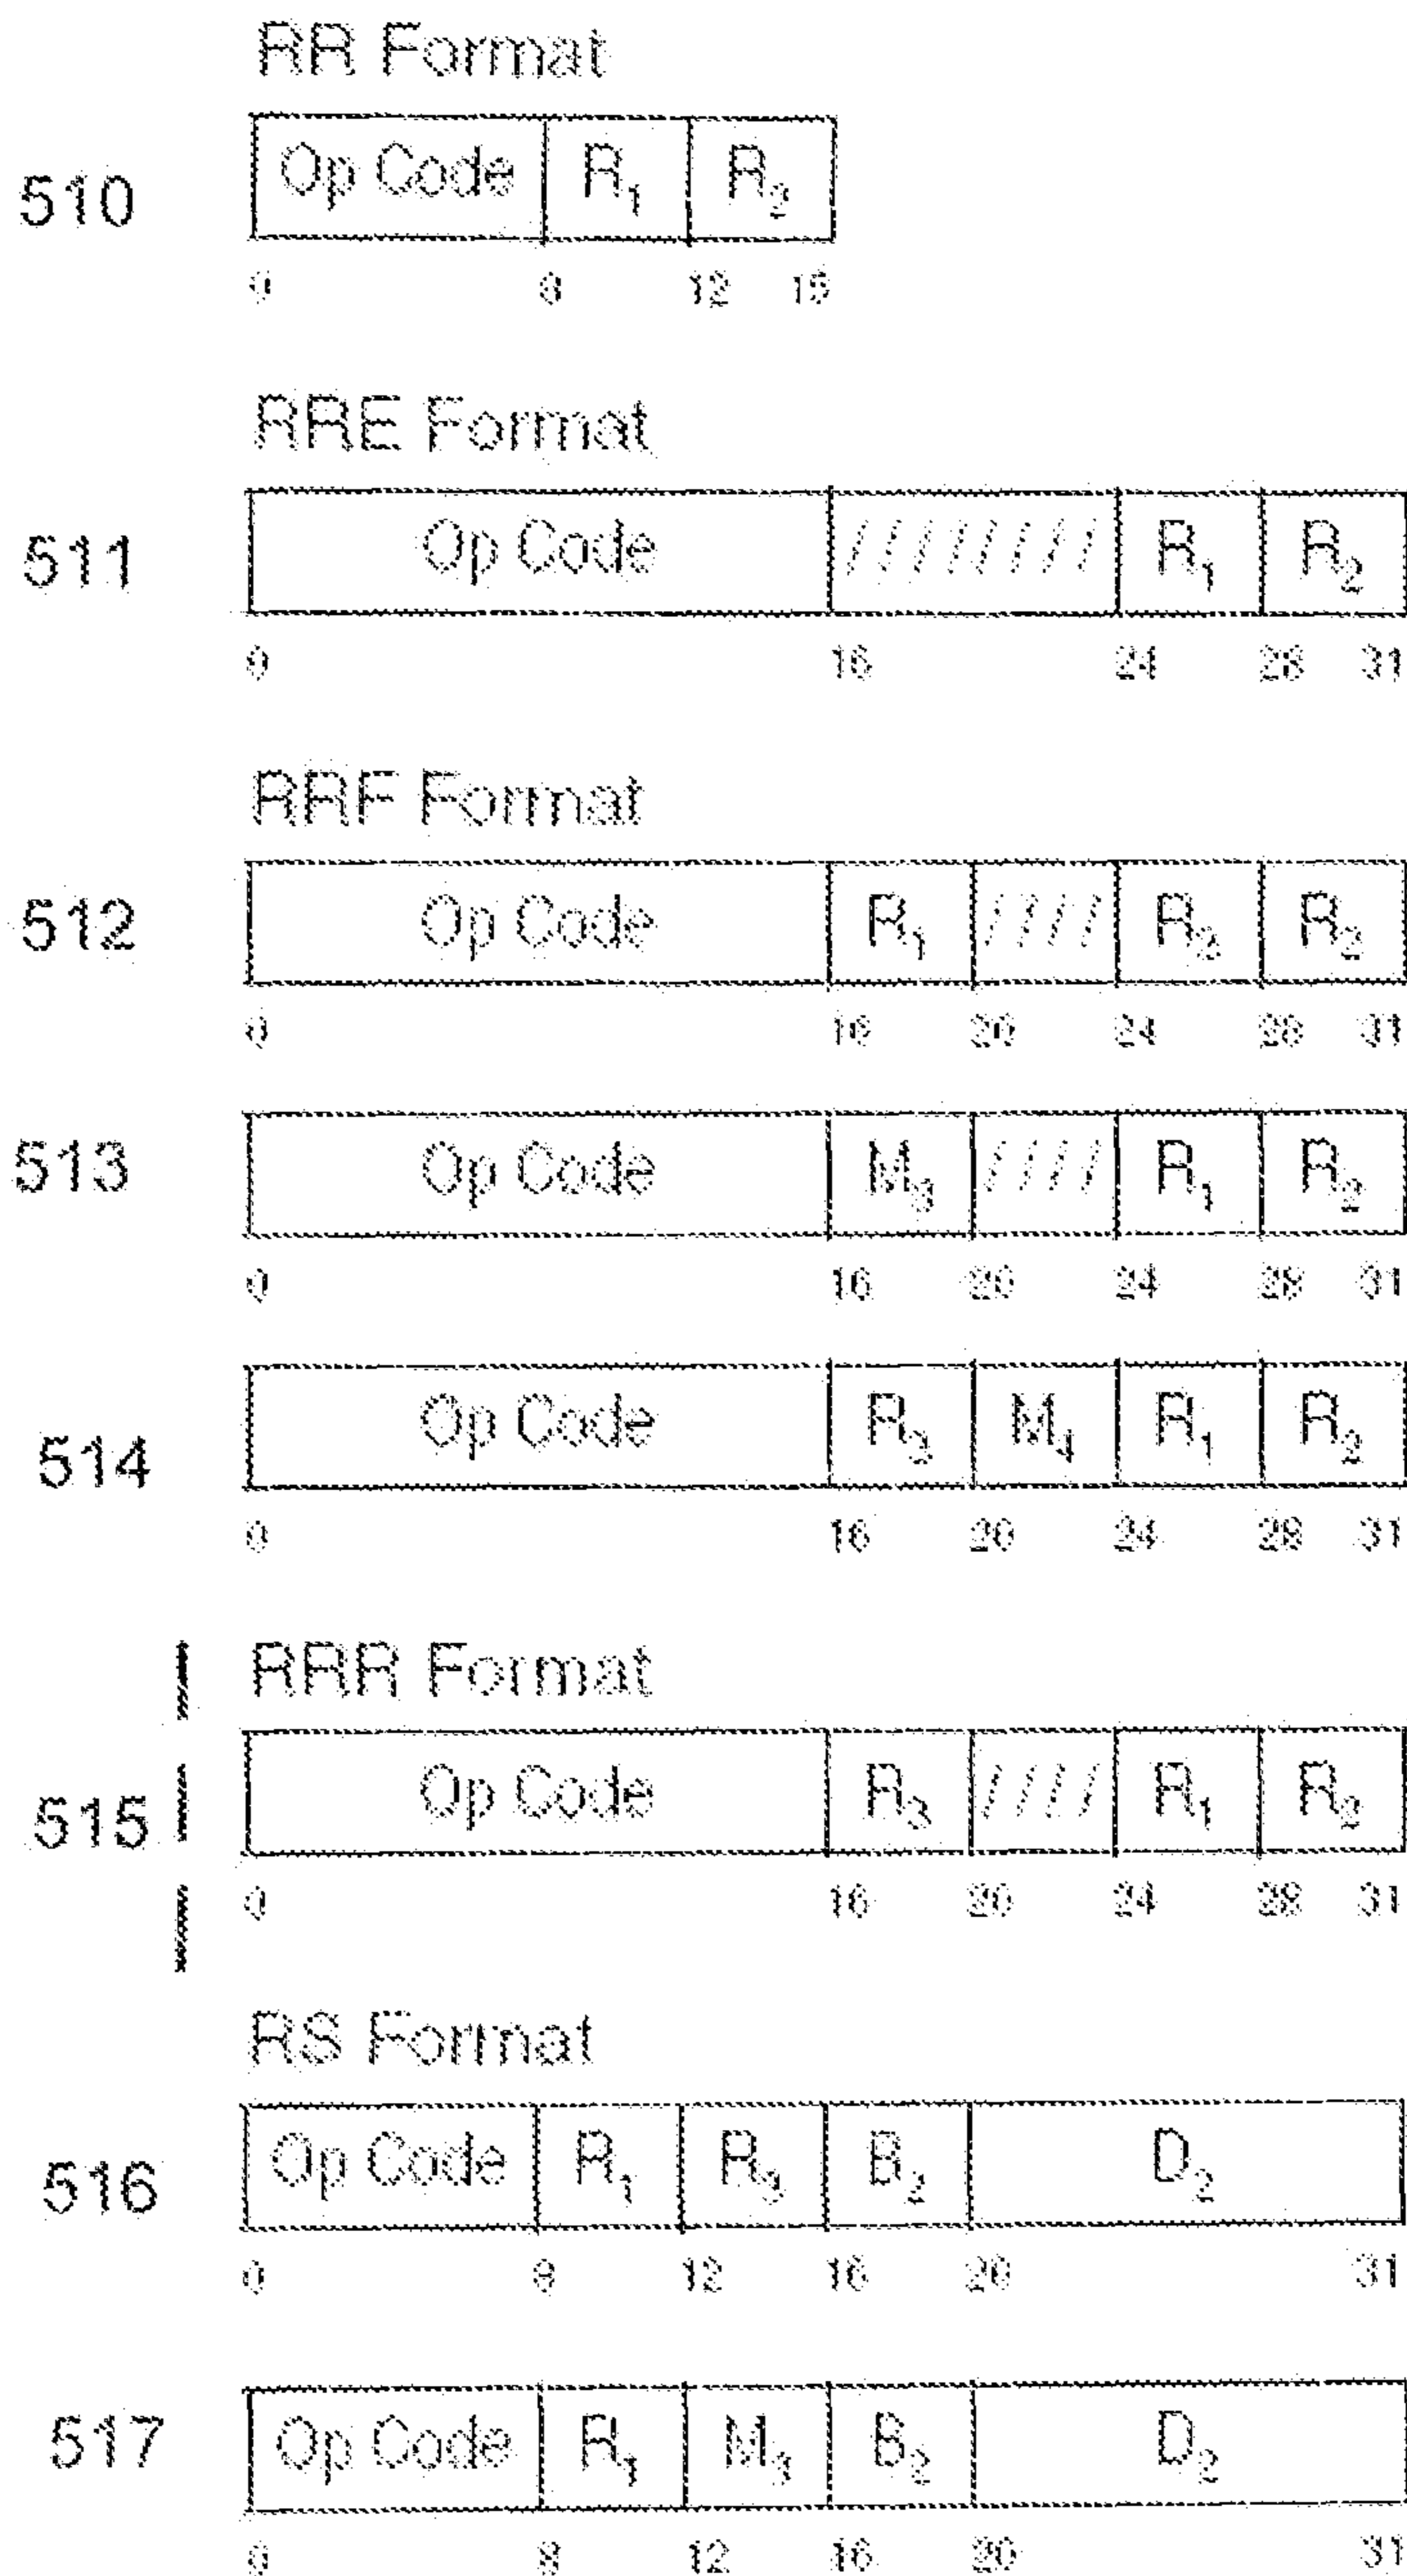 RR Format
510 Op Code R₁ R₂
0 8 12 15
RRE Format
511 Op Code //////// R₁ R₂
0 16 24 28 31
RRF Format
512 Op Code R₁ //// R₃ R₂
0 16 20 24 28 31
513 Op Code M₃ //// R₁ R₂
0 16 20 24 28 31
514 Op Code R₃ M₄ R₁ R₂
0 16 20 24 28 31
RRR Format
515 Op Code R₃ //// R₁ R₂
0 16 20 24 28 31
RS Format
516 Op Code R₁ R₃ B₂ D₂
0 8 12 16 20 31
517 Op Code R₁ M₃ B₂ D₂
0 8 12 16 20 31